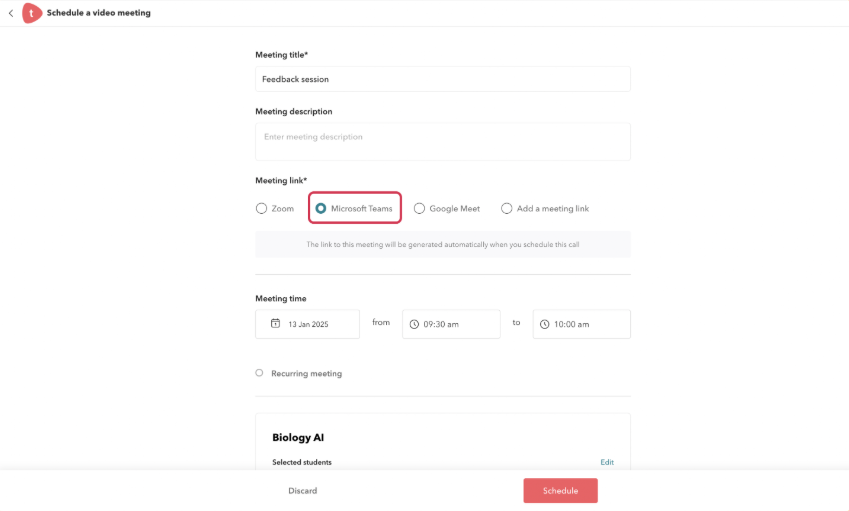 t Schedule a video meeting
Meeting title*
Feedback session
Meeting description
Enter meeting description
Meeting link*
Zoom Microsoft Teams Google Meet Add a meeting link
The link to this meeting will be generated automatically when you schedule this call
Meeting time
13 Jan 2025 from 09:30 am to 10:00 am
Recurring meeting
Biology AI
Selected students Edit
Discard Schedule